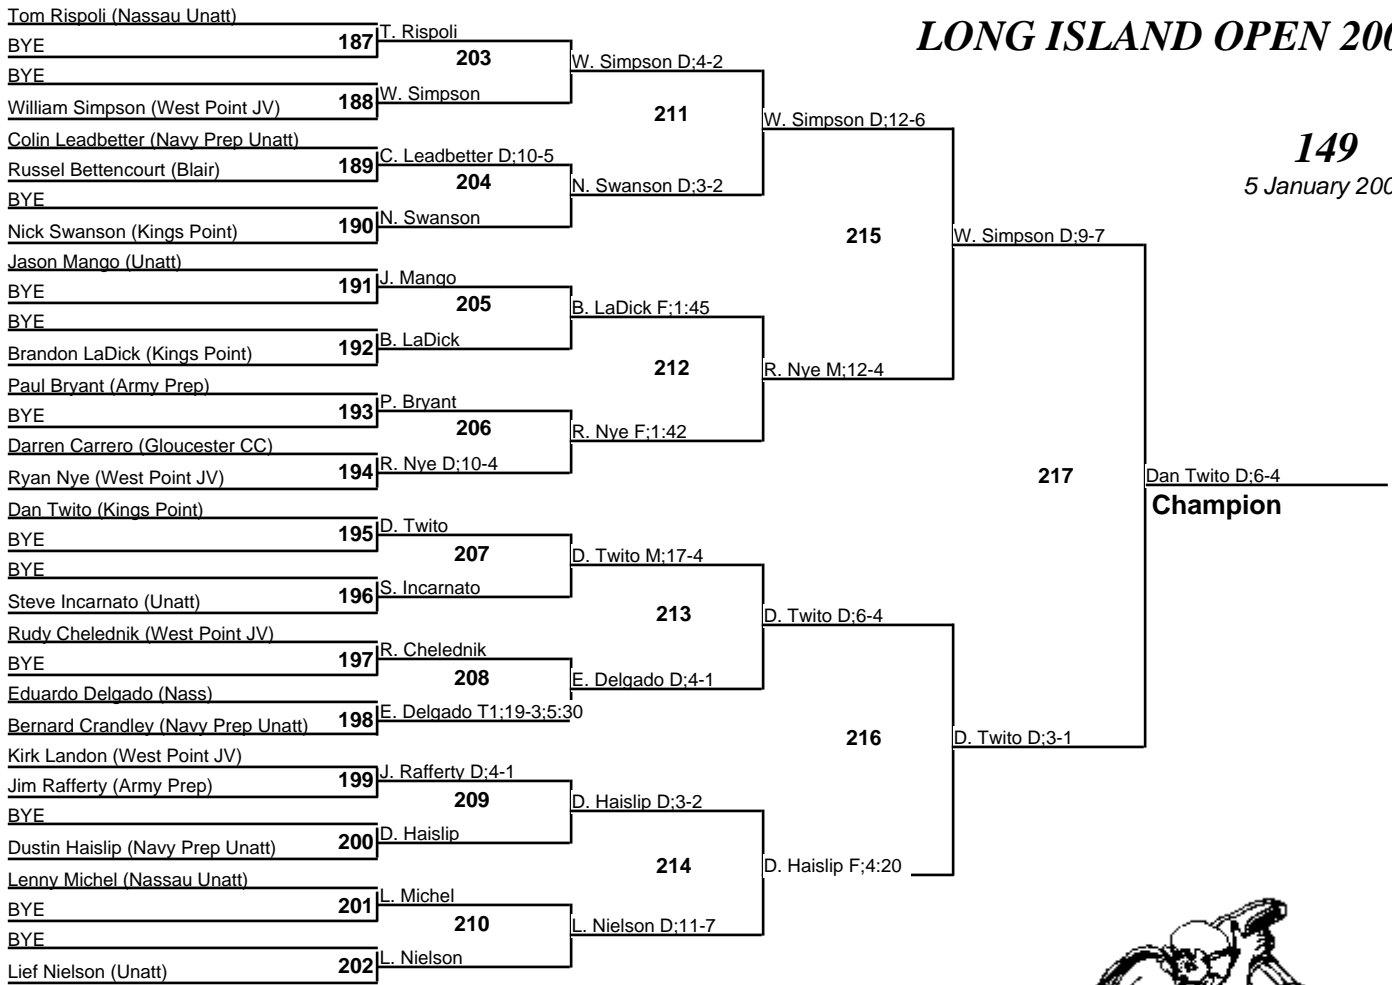 LONG ISLAND OPEN 200
149
5 January 200
Tom Rispoli (Nassau Unatt)
BYE
187
BYE
William Simpson (West Point JV)
188
Colin Leadbetter (Navy Prep Unatt)
Russel Bettencourt (Blair)
189
BYE
Nick Swanson (Kings Point)
190
Jason Mango (Unatt)
BYE
191
BYE
Brandon LaDick (Kings Point)
192
Paul Bryant (Army Prep)
BYE
193
Darren Carrero (Gloucester CC)
Ryan Nye (West Point JV)
194
Dan Twito (Kings Point)
BYE
195
BYE
Steve Incarnato (Unatt)
196
Rudy Chelednik (West Point JV)
BYE
197
Eduardo Delgado (Nass)
Bernard Crandley (Navy Prep Unatt)
198
Kirk Landon (West Point JV)
Jim Rafferty (Army Prep)
199
BYE
Dustin Haislip (Navy Prep Unatt)
200
Lenny Michel (Nassau Unatt)
BYE
201
BYE
Lief Nielson (Unatt)
202
T. Rispoli
203
W. Simpson
C. Leadbetter D;10-5
204
N. Swanson
J. Mango
205
B. LaDick
P. Bryant
206
R. Nye D;10-4
D. Twito
207
S. Incarnato
R. Chelednik
208
E. Delgado T1;19-3;5:30
J. Rafferty D;4-1
209
D. Haislip
L. Michel
210
L. Nielson
W. Simpson D;4-2
211
N. Swanson D;3-2
B. LaDick F;1:45
212
R. Nye F;1:42
D. Twito M;17-4
213
E. Delgado D;4-1
D. Haislip D;3-2
214
L. Nielson D;11-7
W. Simpson D;12-6
215
R. Nye M;12-4
D. Twito D;6-4
216
D. Haislip F;4:20
W. Simpson D;9-7
217
D. Twito D;3-1
Dan Twito D;6-4
Champion